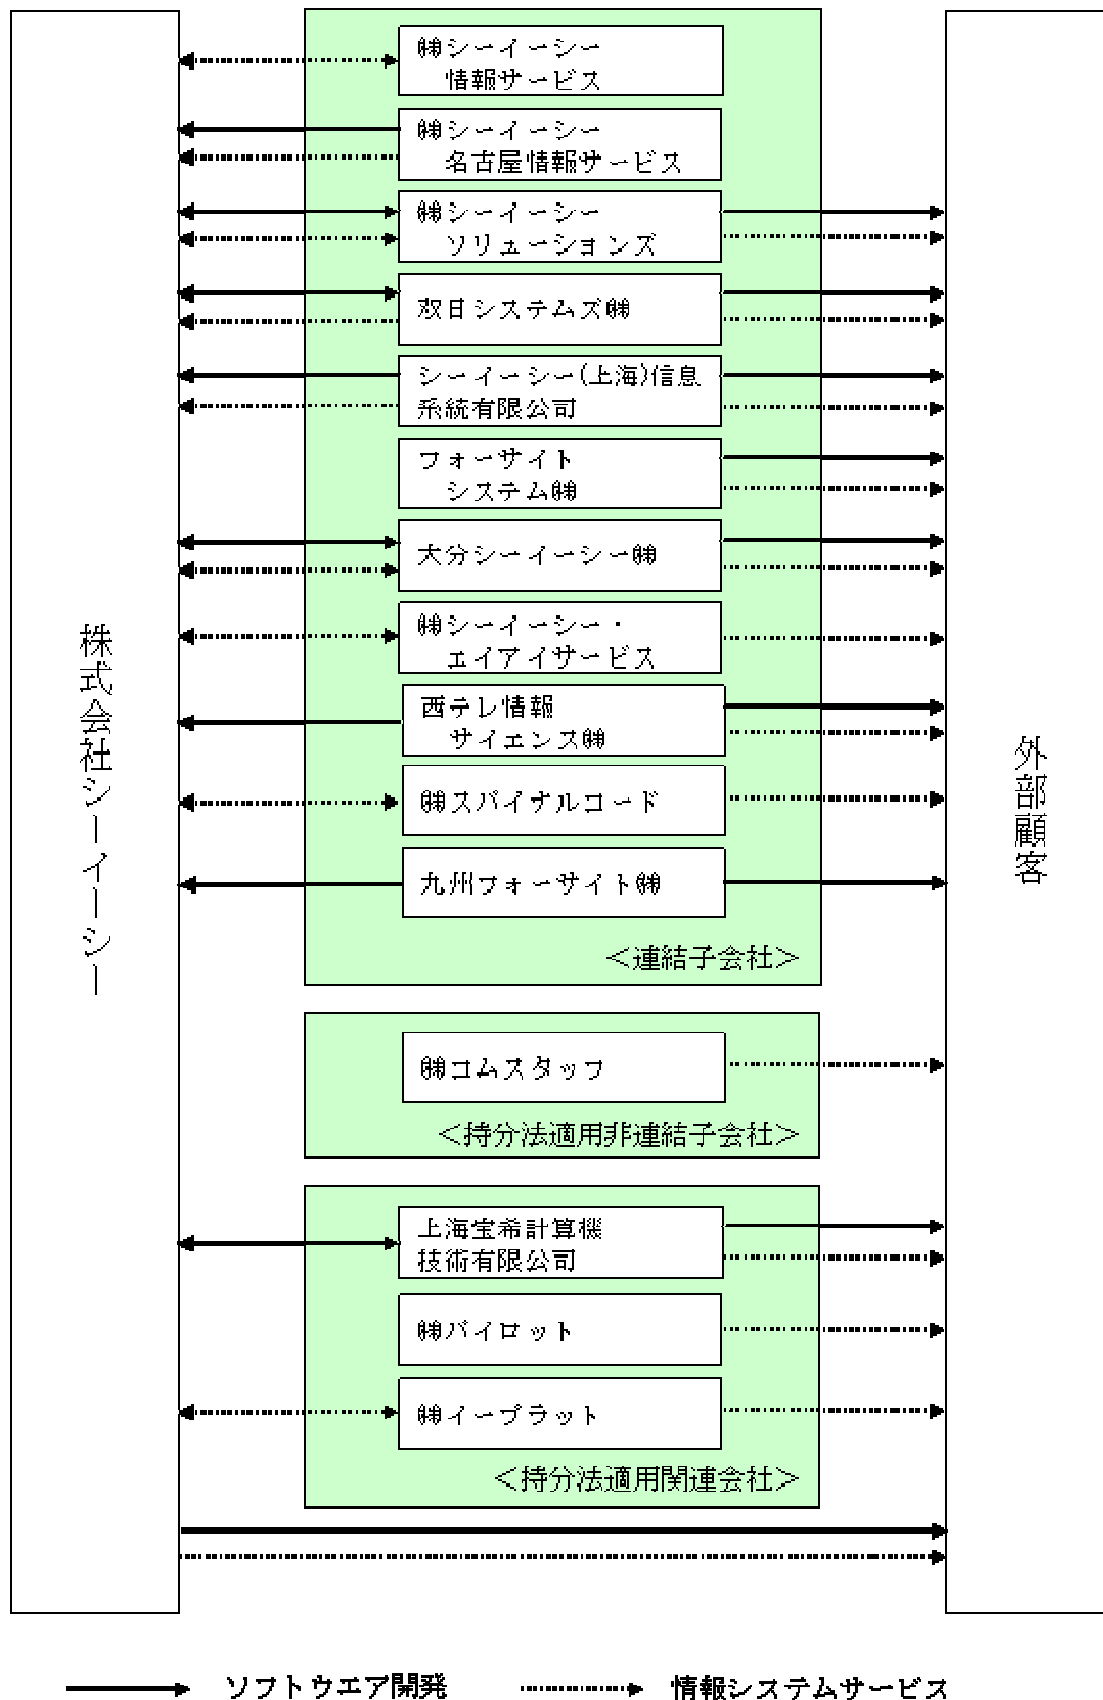 株式会社シーイーシー
㈱シーイーシー
情報サービス
㈱シーイーシー
名古屋情報サービス
㈱シーイーシー
ソリューションズ
双日システムズ㈱
シーイーシー(上海)信息
系統有限公司
フォーサイト
システム㈱
大分シーイーシー㈱
㈱シーイーシー・
エイアイサービス
西テレ情報
サイエンス㈱
㈱スパイナルコード
九州フォーサイト㈱
＜連結子会社＞
㈱コムスタッフ
＜持分法適用非連結子会社＞
上海宝希計算機
技術有限公司
㈱パイロット
㈱イープラット
＜持分法適用関連会社＞
外部顧客
ソフトウエア開発
情報システムサービス